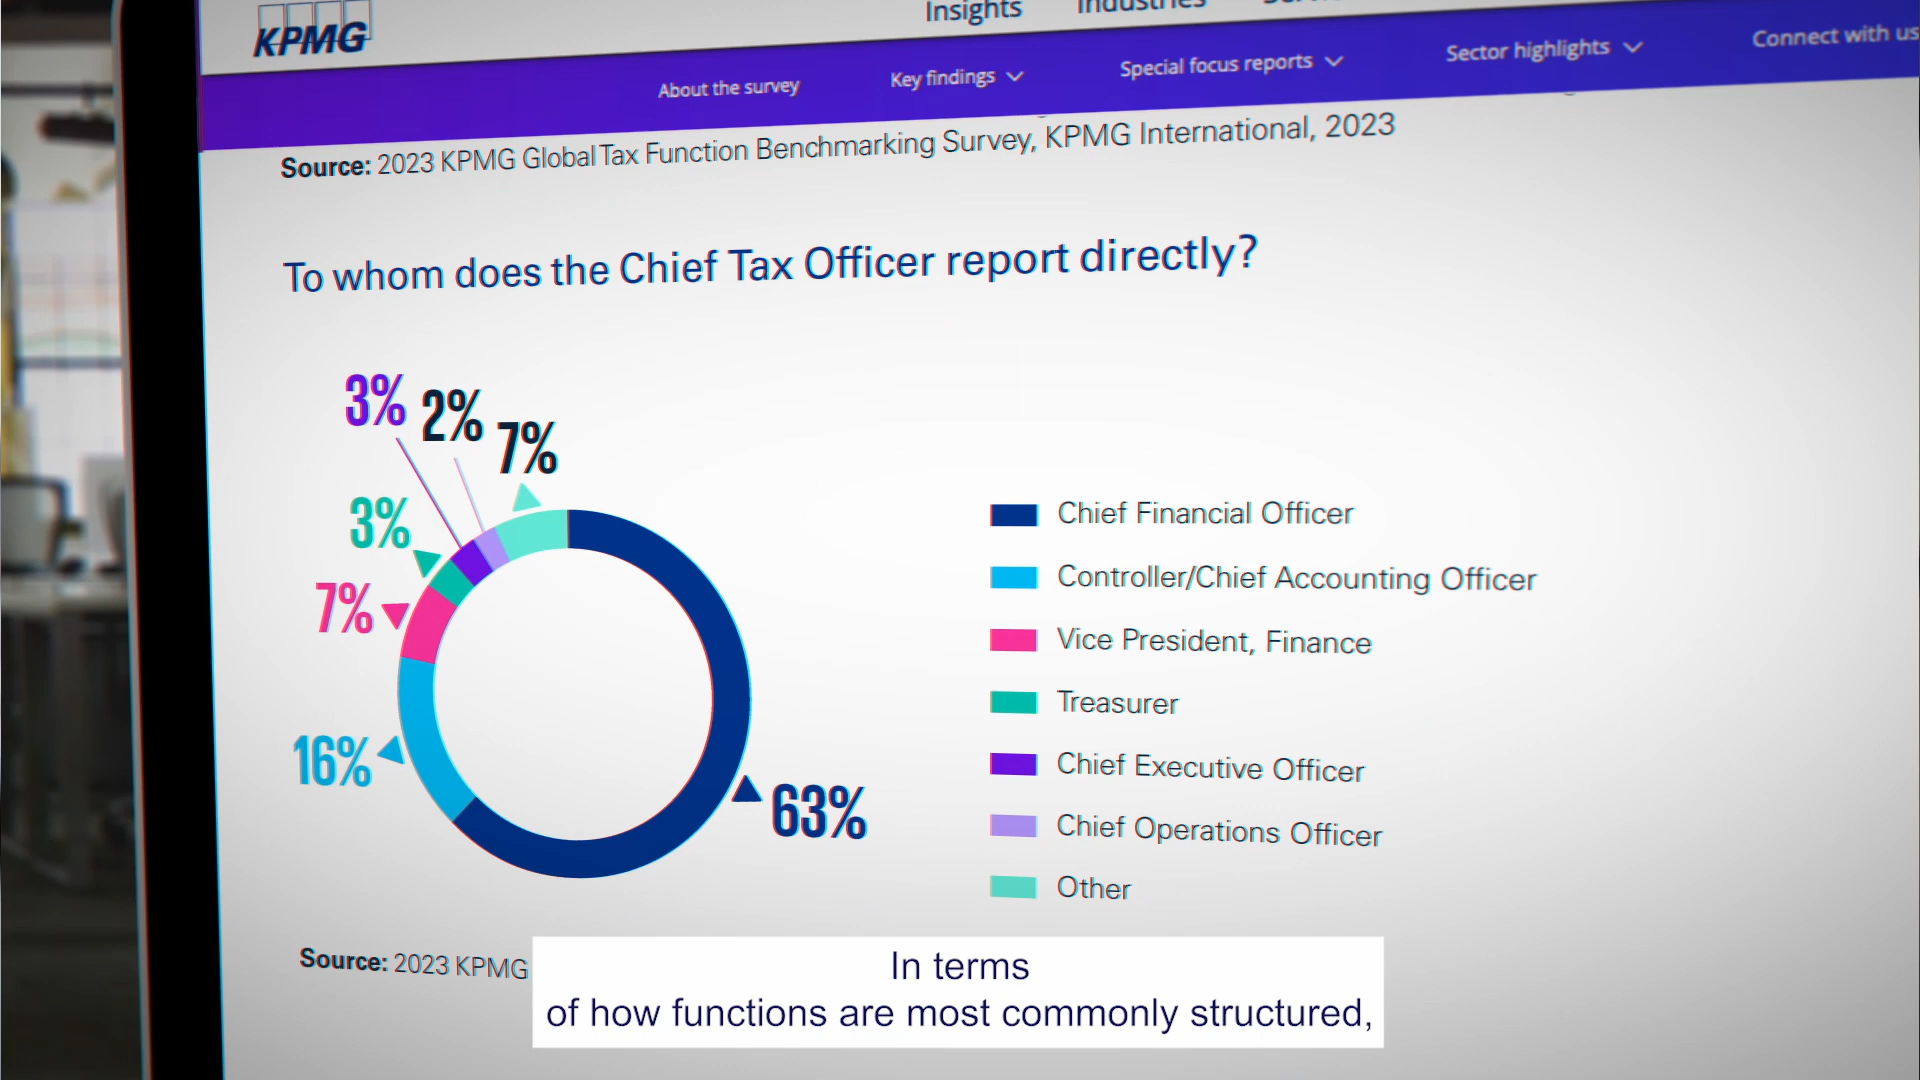 KPMG
Insights Industries
About the survey Key findings Special focus reports Sector highlights Connect with us
Source: 2023 KPMG Global Tax Function Benchmarking Survey, KPMG International, 2023
To whom does the Chief Tax Officer report directly?
3% 2% 7%
3%
7%
16%
63%
Chief Financial Officer
Controller/Chief Accounting Officer
Vice President, Finance
Treasurer
Chief Executive Officer
Chief Operations Officer
Other
Source: 2023 KPMG
In terms
of how functions are most commonly structured,